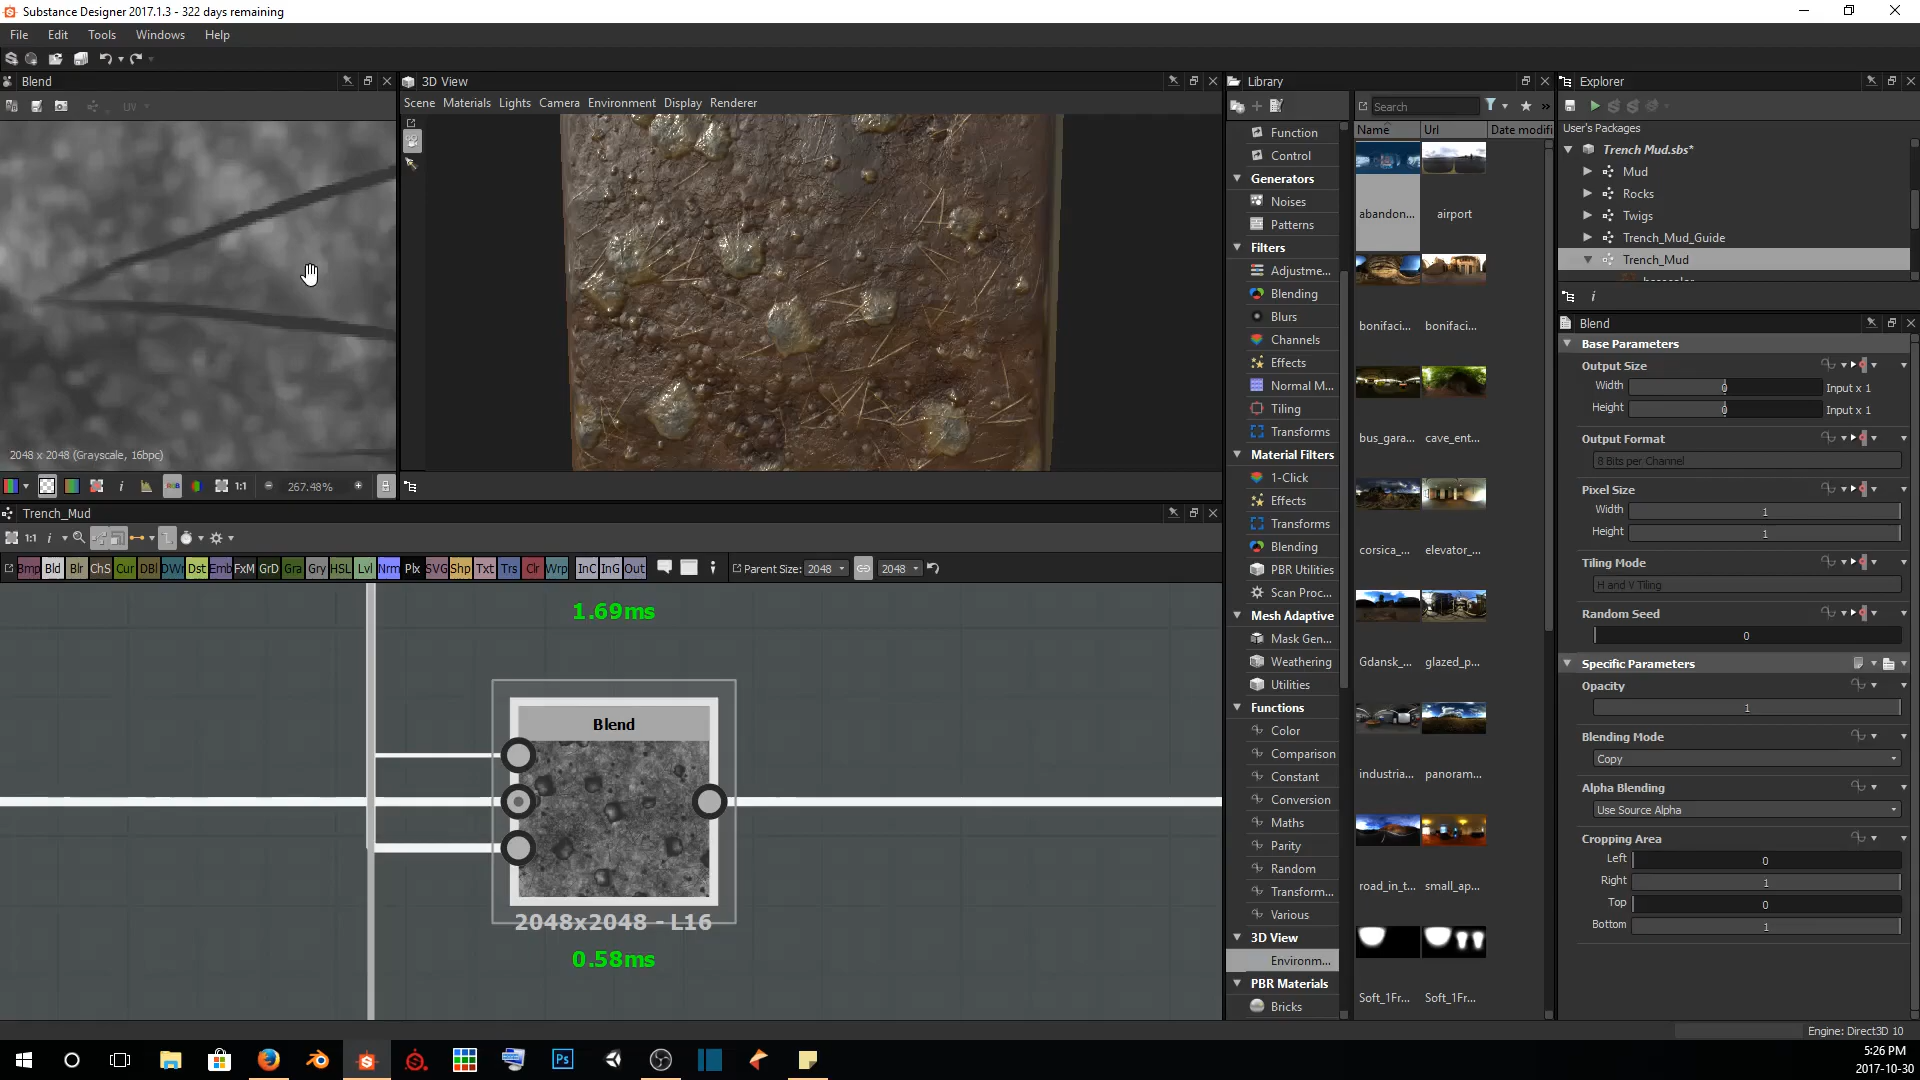 Substance Designer 2017.1.3 - 322 days remaining
File Edit Tools Windows Help
Blend
UV
2048 x 2048 (Grayscale, 16bpc)
1:1
267.48%
3D View
Scene Materials Lights Camera Environment Display Renderer
Library
Search
Name Url Date modifi
Function
Control
Generators
Noises
Patterns
Filters
Adjustme...
Blending
Blurs
Channels
Effects
Normal M...
Tiling
Transforms
Material Filters
1-Click
Effects
Transforms
Blending
PBR Utilities
Scan Proc...
Mesh Adaptive
Mask Gen...
Weathering
Utilities
Functions
Color
Comparison
Constant
Conversion
Maths
Parity
Random
Transform...
Various
3D View
Environm...
PBR Materials
Bricks
abandon... airport
bonifaci... bonifaci...
bus_gara... cave_ent...
corsica_... elevator_...
Gdansk_... glazed_p...
industria... panoram...
road_in_t... small_ap...
Soft_1Fr... Soft_1Fr...
Explorer
User's Packages
Trench Mud.sbs*
Mud
Rocks
Twigs
Trench_Mud_Guide
Trench_Mud
Blend
Base Parameters
Output Size
Width 0 Input x 1
Height 0 Input x 1
Output Format
8 Bits per Channel
Pixel Size
Width 1
Height 1
Tiling Mode
H and V Tiling
Random Seed
0
Specific Parameters
Opacity
1
Blending Mode
Copy
Alpha Blending
Use Source Alpha
Cropping Area
Left 0
Right 1
Top 0
Bottom 1
Engine: Direct3D 10
Trench_Mud
1:1
Bmp Bld Blr ChS Cur DBl DWr Dst Emb FxM GrD Gra Gry HSL Lvl Nrm Plx SVG Shp Txt Trs Unf Clr Wrp InC InG Out
Parent Size: 2048 2048
1.69ms
Blend
2048x2048 - L16
0.58ms
Ps
5:26 PM
2017-10-30